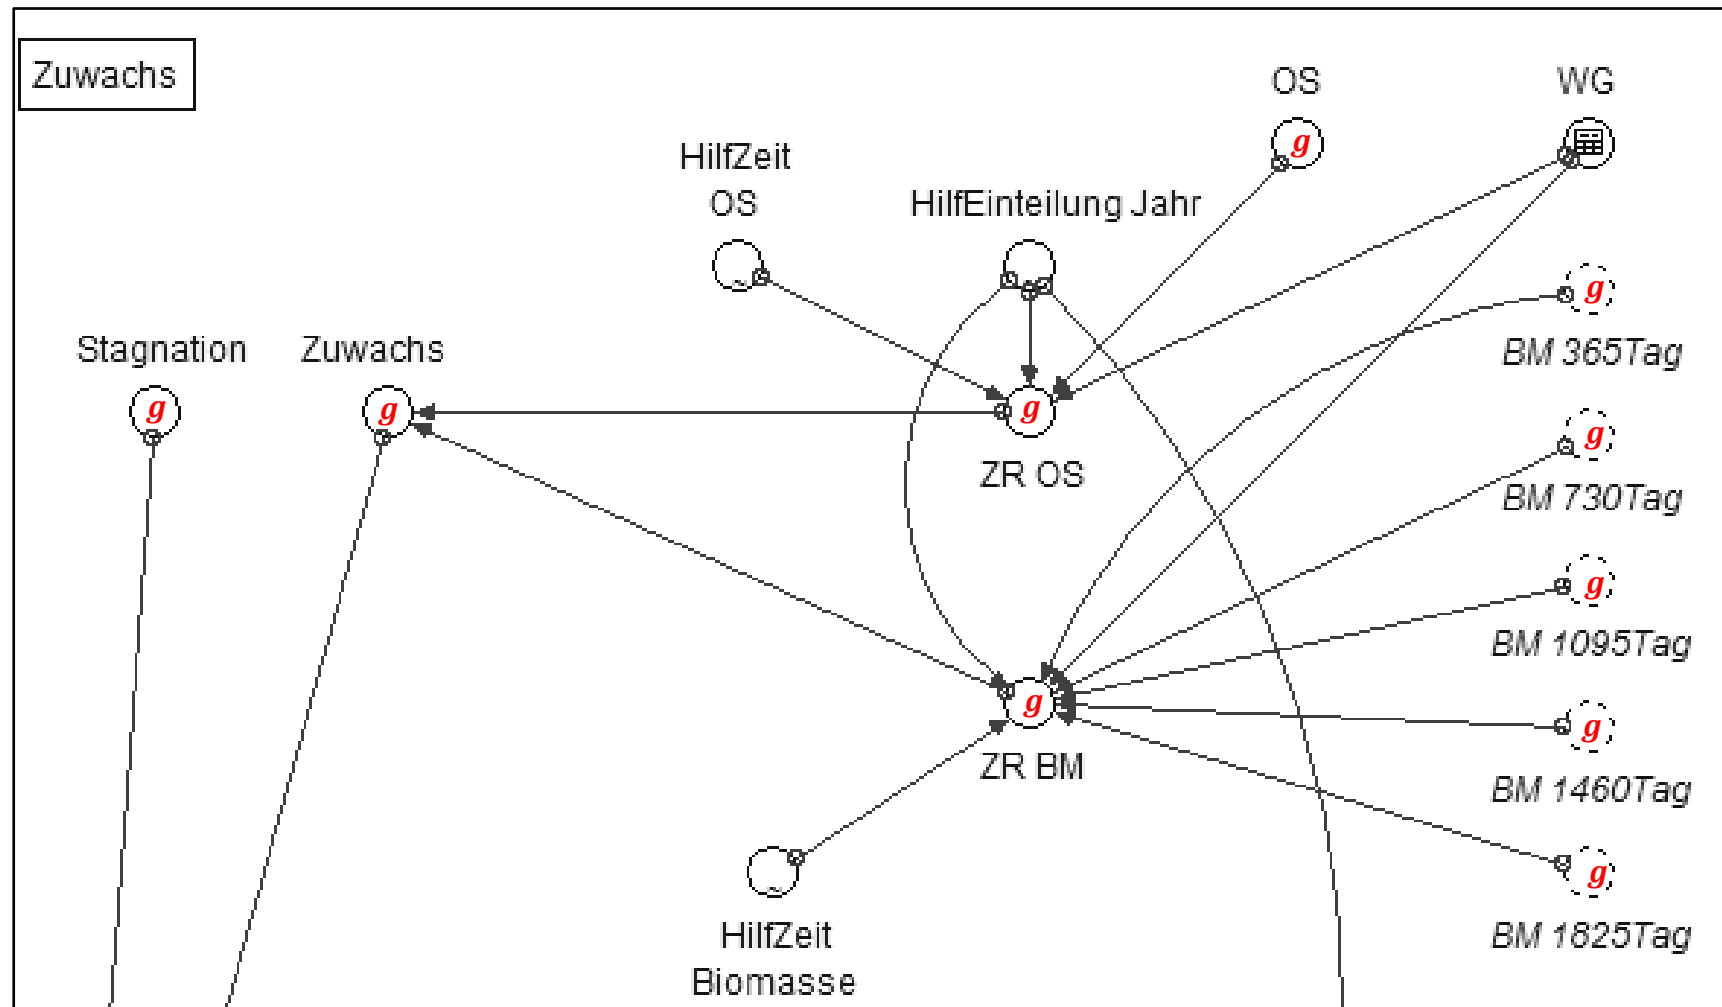 Zuwachs
OS
WG
g
HilfZeit
OS
HilfEinteilung Jahr
g
BM 365Tag
Stagnation
Zuwachs
g
g
g
ZR OS
g
BM 730Tag
g
BM 1095Tag
g
ZR BM
g
BM 1460Tag
g
BM 1825Tag
HilfZeit
Biomasse